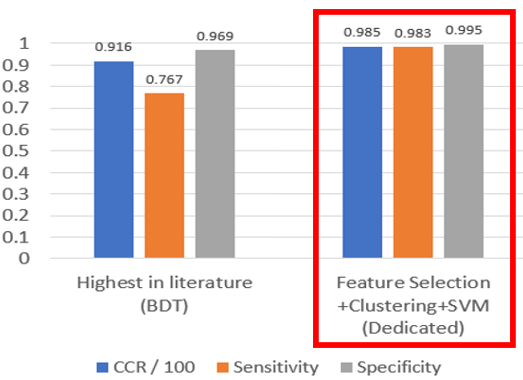 0.916
0.767
0.969
0.985
0.983
0.995
1
0.9
0.8
0.7
0.6
0.5
0.4
0.3
0.2
0.1
0
Highest in literature
(BDT)
Feature Selection
+Clustering+SVM
(Dedicated)
CCR / 100
Sensitivity
Specificity